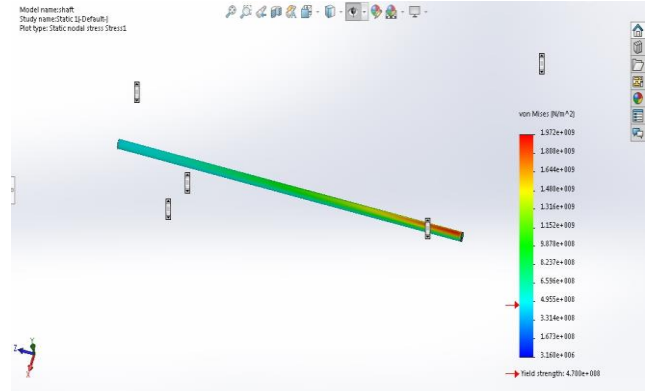 Model name:shaft
Study name:Static 1(-Default-)
Plot type: Static nodal stress Stress1
von Mises (N/m^2)
1.972e+009
1.808e+009
1.644e+009
1.480e+009
1.316e+009
1.152e+009
9.878e+008
8.237e+008
6.596e+008
4.955e+008
3.314e+008
1.673e+008
3.160e+006
Yield strength: 4.700e+008
Y
Z
X